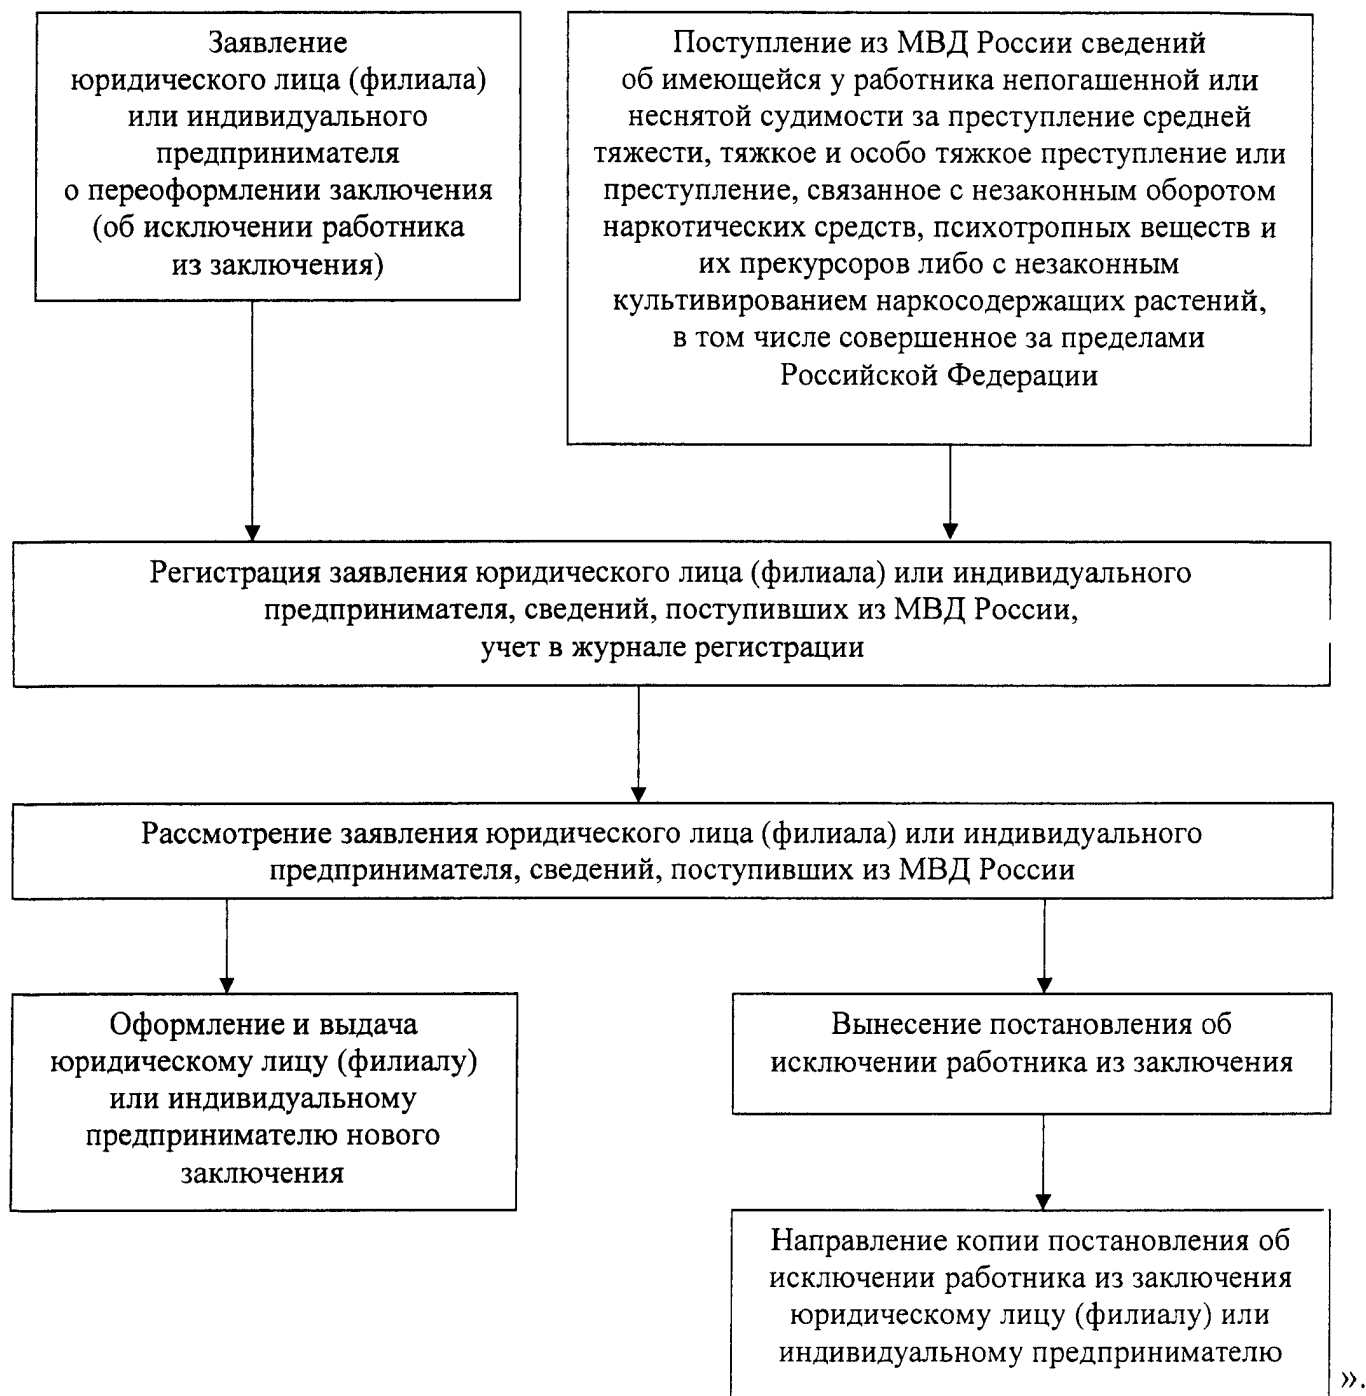 Заявление
юридического лица (филиала)
или индивидуального
предпринимателя
о переоформлении заключения
(об исключении работника
из заключения)
Поступление из МВД России сведений
об имеющейся у работника непогашенной или
неснятой судимости за преступление средней
тяжести, тяжкое и особо тяжкое преступление или
преступление, связанное с незаконным оборотом
наркотических средств, психотропных веществ и
их прекурсоров либо с незаконным
культивированием наркосодержащих растений,
в том числе совершенное за пределами
Российской Федерации
Регистрация заявления юридического лица (филиала) или индивидуального
предпринимателя, сведений, поступивших из МВД России,
учет в журнале регистрации
Рассмотрение заявления юридического лица (филиала) или индивидуального
предпринимателя, сведений, поступивших из МВД России
Оформление и выдача
юридическому лицу (филиалу)
или индивидуальному
предпринимателю нового
заключения
Вынесение постановления об
исключении работника из заключения
Направление копии постановления об
исключении работника из заключения
юридическому лицу (филиалу) или
индивидуальному предпринимателю
».